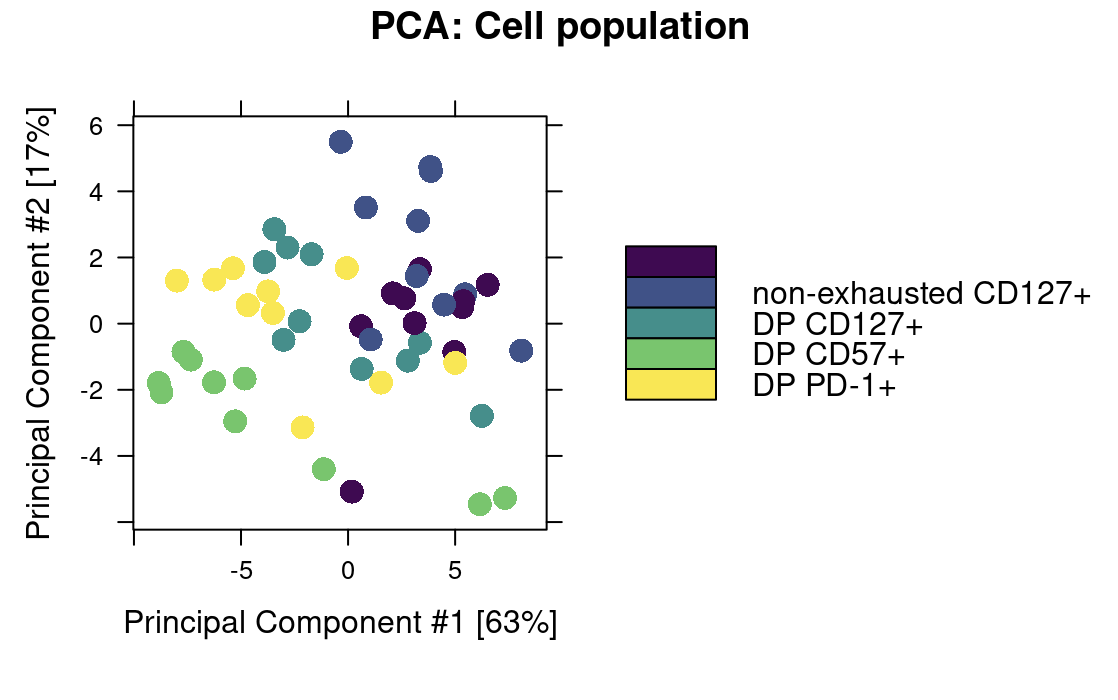 PCA: Cell population
Principal Component #2 [17%]
6
4
2
0
-2
-4
-5
0
5
Principal Component #1 [63%]
non-exhausted CD127+
DP CD127+
DP CD57+
DP PD-1+